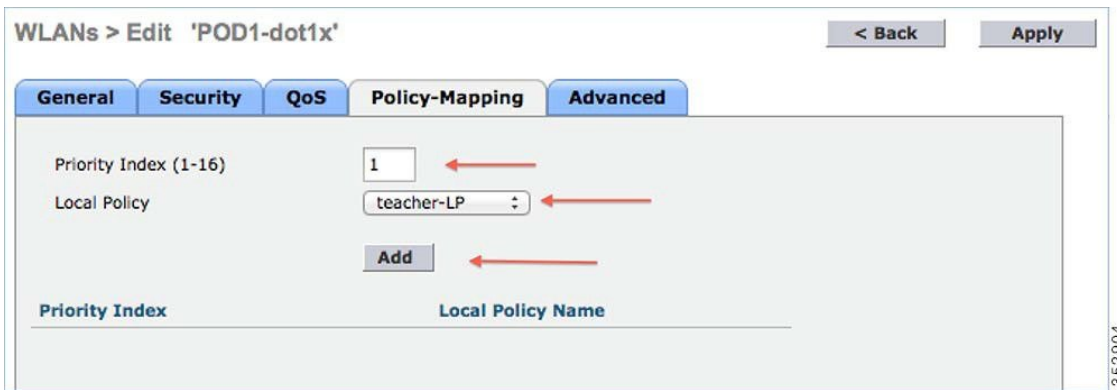 WLANs > Edit 'POD1-dot1x'
< Back
Apply
General
Security
QoS
Policy-Mapping
Advanced
Priority Index (1-16)
1
Local Policy
teacher-LP
Add
Priority Index
Local Policy Name